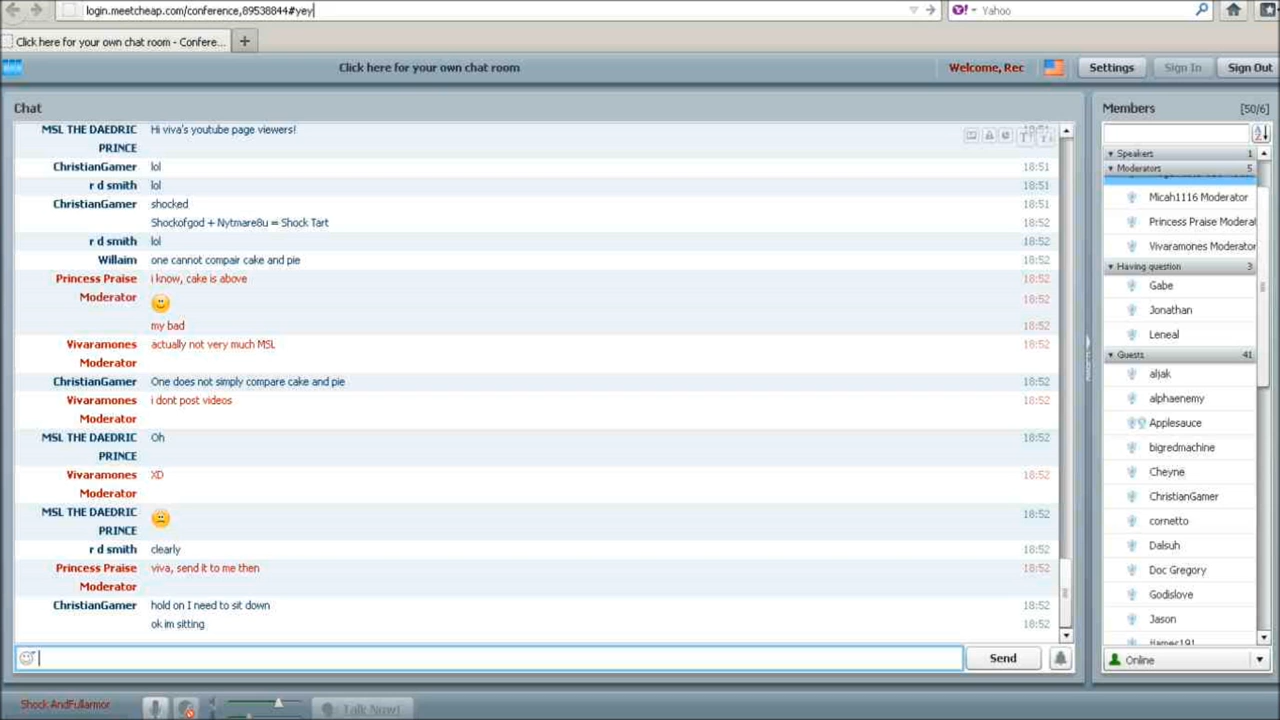 login.meetcheap.com/conference,89538844#yey
Yahoo
Click here for your own chat room - Confere...
Click here for your own chat room
Welcome, Rec
Settings
Sign In
Sign Out
Chat
Members
[50/6]
MSL THE DAEDRIC PRINCE
Hi viva's youtube page viewers!
18:51
ChristianGamer
lol
18:51
r d smith
lol
18:51
ChristianGamer
shocked
18:51
Shockofgod + Nytmare8u = Shock Tart
18:52
r d smith
lol
18:52
Willaim
one cannot compair cake and pie
18:52
Princess Praise Moderator
i know, cake is above
18:52
18:52
my bad
18:52
Vivaramones Moderator
actually not very much MSL
18:52
ChristianGamer
One does not simply compare cake and pie
18:52
Vivaramones Moderator
i dont post videos
18:52
MSL THE DAEDRIC PRINCE
Oh
18:52
Vivaramones Moderator
XD
18:52
MSL THE DAEDRIC PRINCE
18:52
r d smith
clearly
18:52
Princess Praise Moderator
viva, send it to me then
18:52
ChristianGamer
hold on I need to sit down
18:52
ok im sitting
18:52
Send
Speakers 1
Moderators 5
Micah1116 Moderator
Princess Praise Moderat
Vivaramones Moderator
Having question 3
Gabe
Jonathan
Leneal
Guests 41
aljak
alphaenemy
Applesauce
bigredmachine
Cheyne
ChristianGamer
cornetto
Dalsuh
Doc Gregory
Godislove
Jason
Online
Shock AndFullarmor
Talk Now!